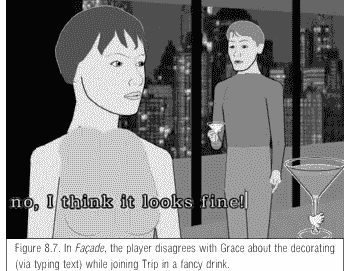 no, I think it looks fine!
Figure 8.7. In Façade, the player disagrees with Grace about the decorating
(via typing text) while joining Trip in a fancy drink.